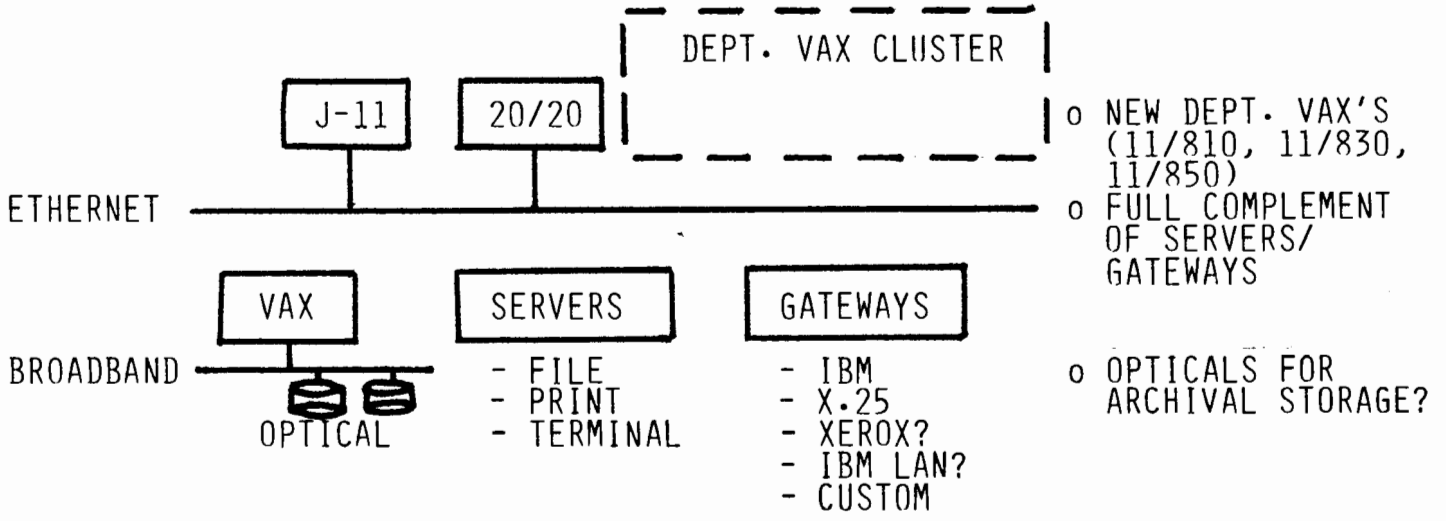 DEPT. VAX CLUSTER
J-11
20/20
o NEW DEPT. VAX'S
(11/810, 11/830,
11/850)
ETHERNET
o FULL COMPLEMENT
OF SERVERS/
GATEWAYS
VAX
SERVERS
GATEWAYS
BROADBAND
OPTICAL
- FILE
- PRINT
- TERMINAL
- IBM
- X.25
- XEROX?
- IBM LAN?
- CUSTOM
o OPTICALS FOR
ARCHIVAL STORAGE?